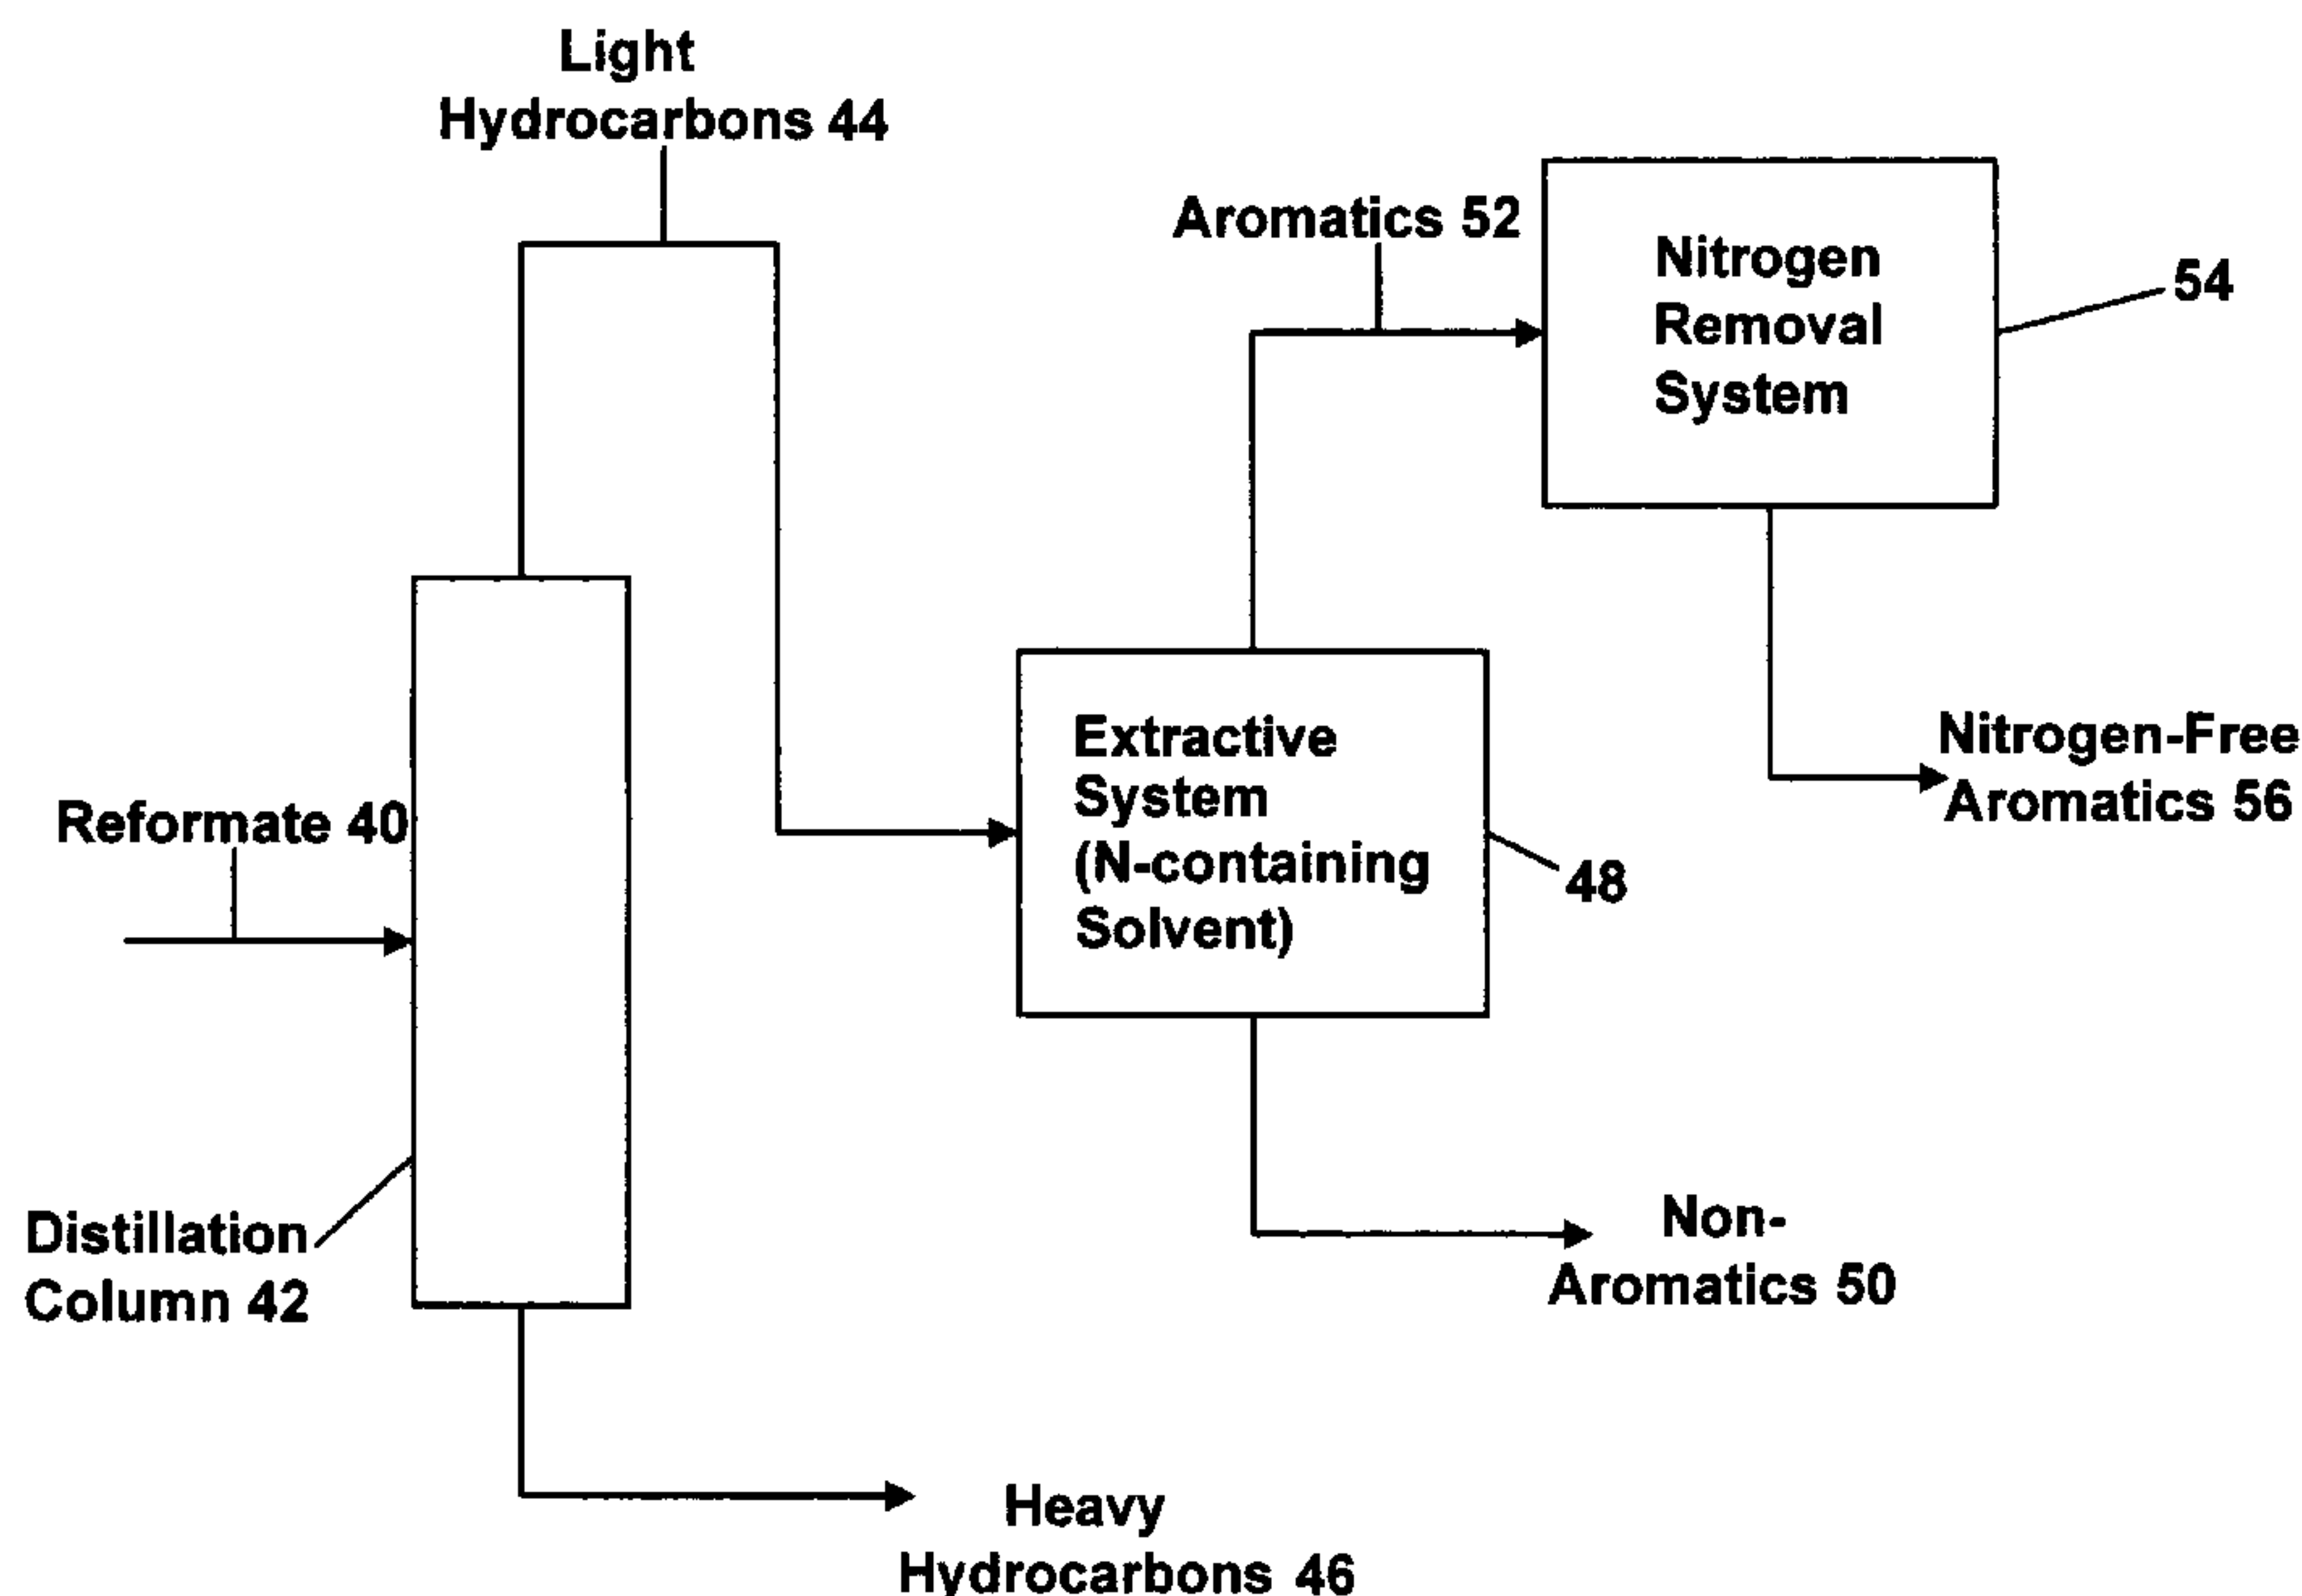 Light
Hydrocarbons 44
Aromatics 52
Nitrogen
Removal
System
54
Extractive
System
(N-containing
Solvent)
48
Nitrogen-Free
Aromatics 56
Reformate 40
Distillation
Column 42
Non-
Aromatics 50
Heavy
Hydrocarbons 46